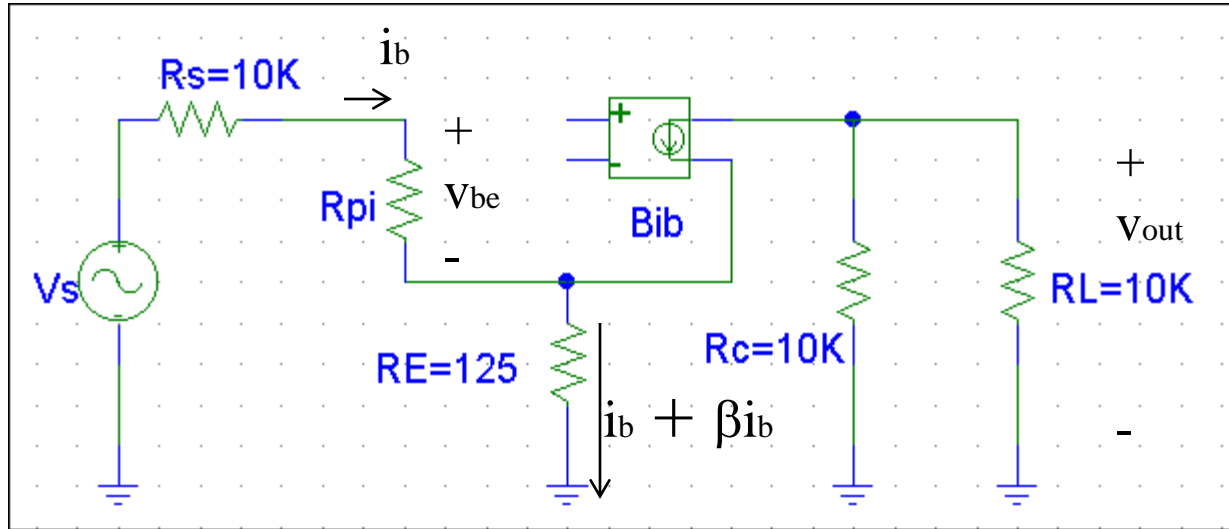 ib
Rs=10K
+
Rpi
vbe
-
+
-
Bib
+
vout
-
Vs
+
-
RE=125
Rc=10K
RL=10K
ib + βib